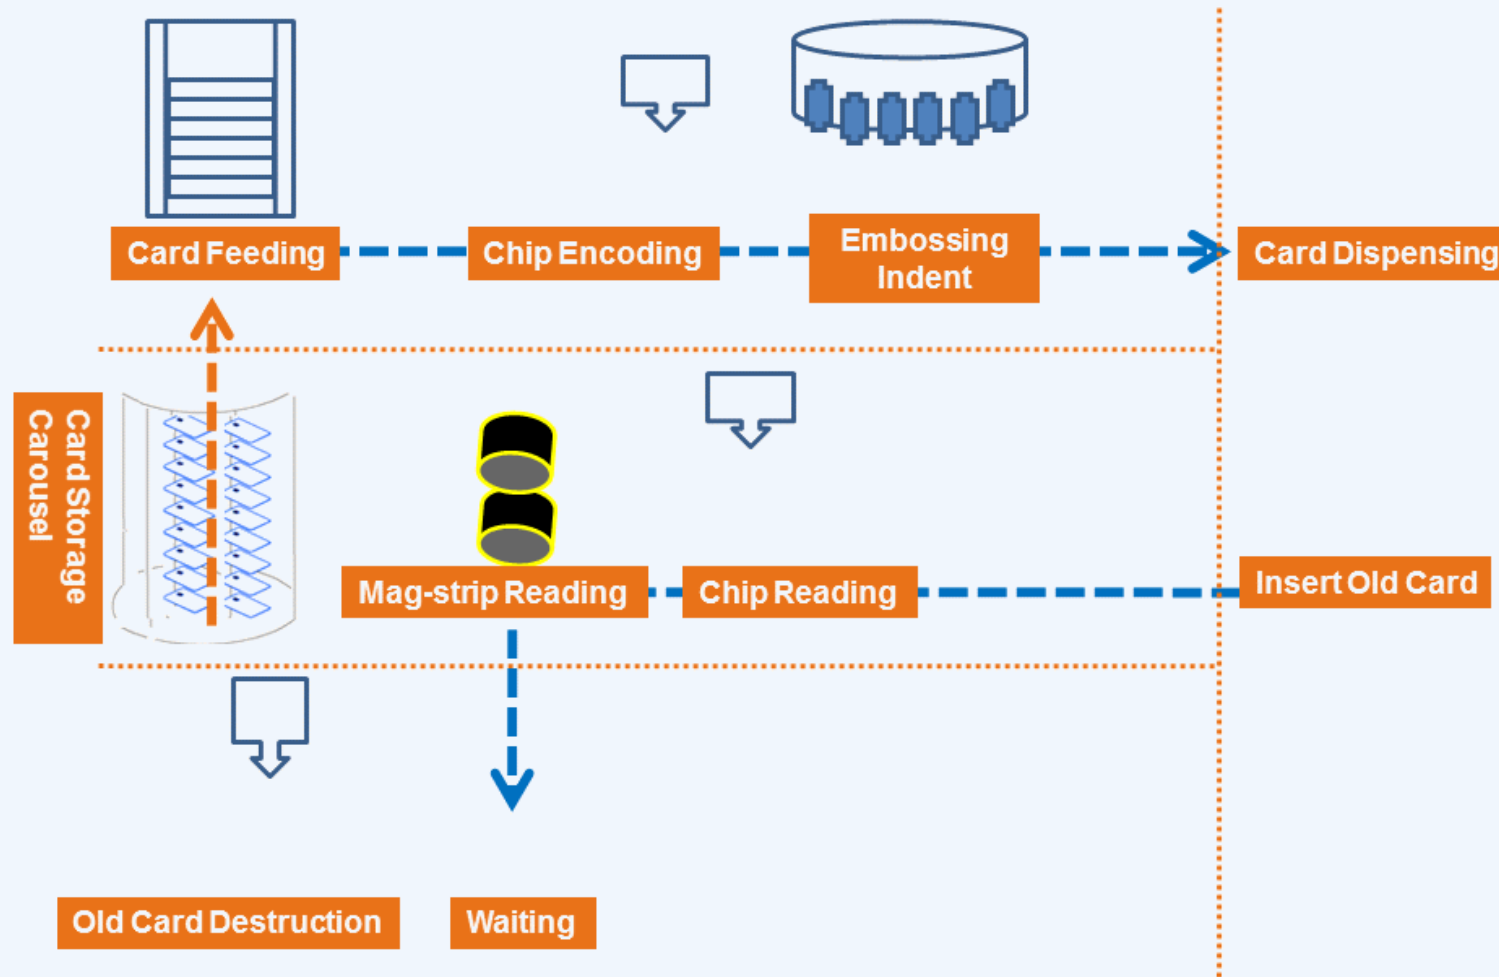 Card Feeding
Chip Encoding
Embossing
Indent
Card Dispensing
Card Storage
Carousel
Mag-strip Reading
Chip Reading
Insert Old Card
Old Card Destruction
Waiting